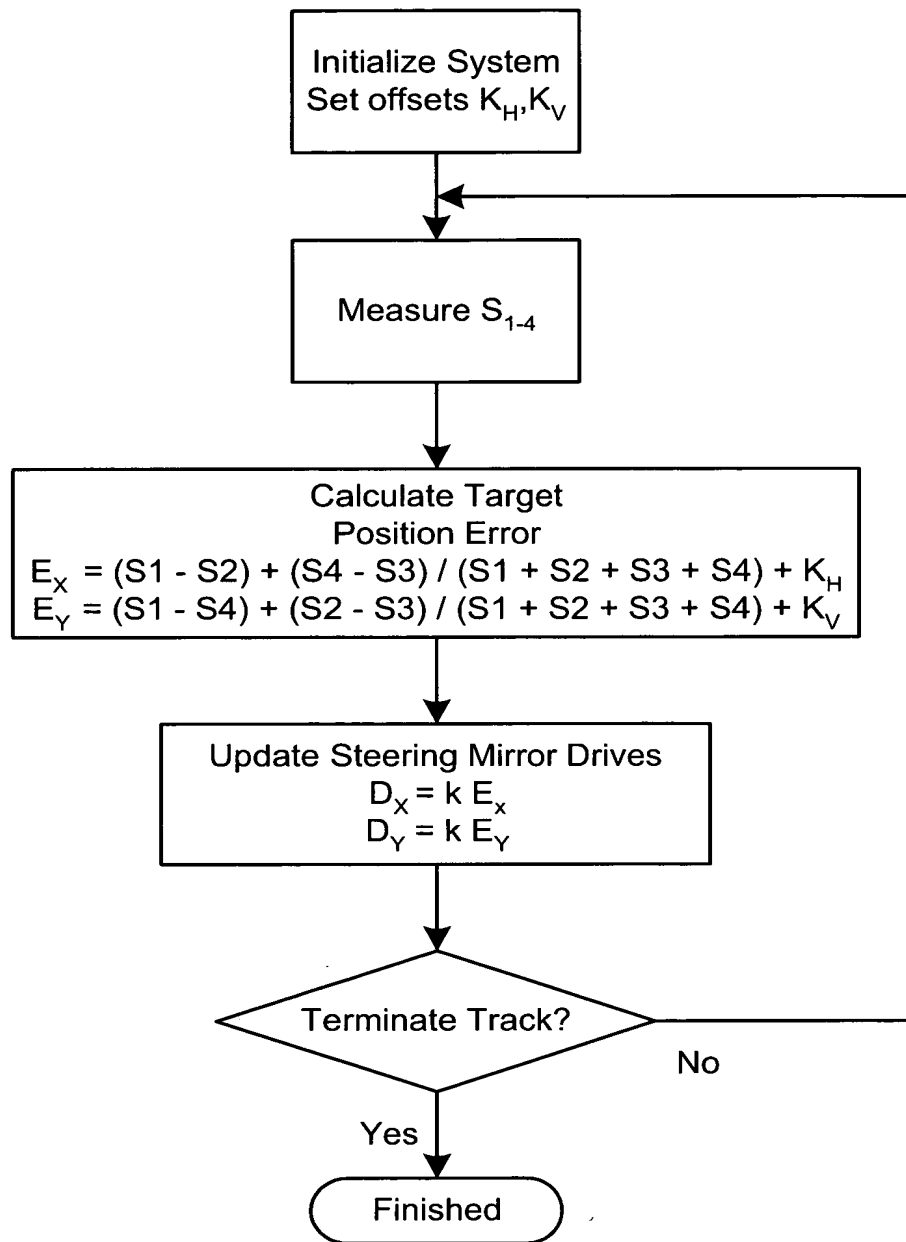 Initialize System
Set offsets K_H,K_V
Measure S_1-4
Calculate Target
Position Error
E_X = (S1 - S2) + (S4 - S3) / (S1 + S2 + S3 + S4) + K_H
E_Y = (S1 - S4) + (S2 - S3) / (S1 + S2 + S3 + S4) + K_V
Update Steering Mirror Drives
D_X = k E_x
D_Y = k E_Y
Terminate Track?
No
Yes
Finished